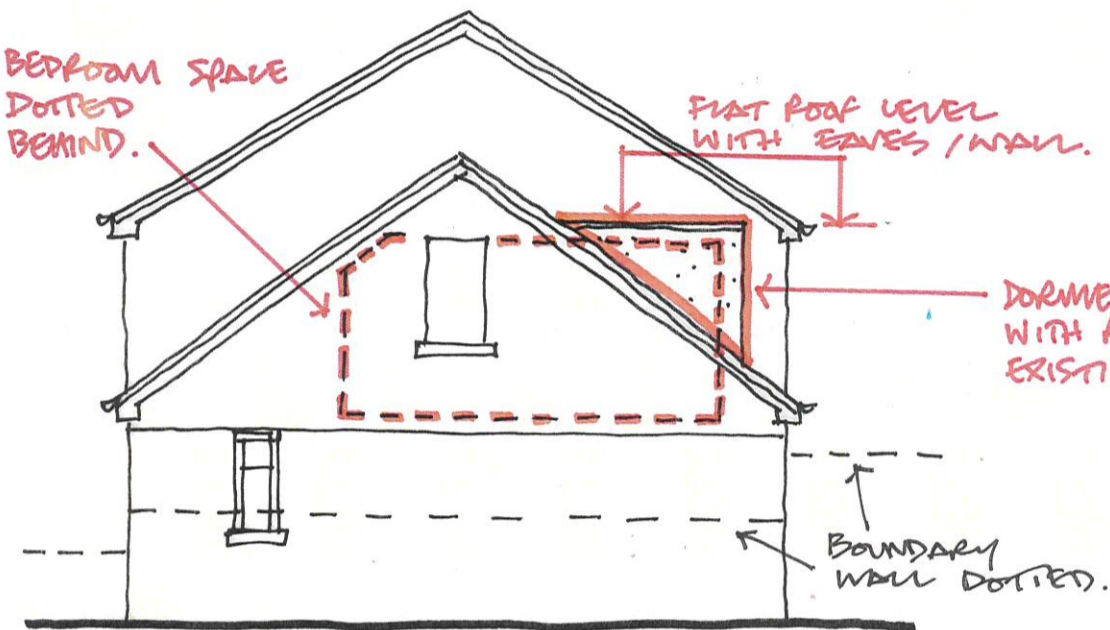 BEDROOM SPACE
DOTTED
BEHIND.
FLAT ROOF LEVEL
WITH EAVES / WALL.
DORME
WITH
EXISTI
BOUNDARY
WALL DOTTED.